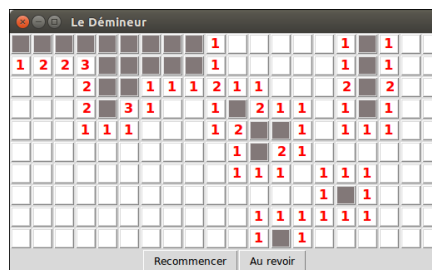 Le Démineur
1 1 1
1 2 2 3 1 1 1
2 1 1 1 2 1 1 2 2
2 3 1 1 2 1 1 1 1
1 1 1 1 2 1 1 1 1
1 2 1
1 1 1 1 1 1
1 1
1 1 1 1 1 1
1 1
Recommencer Au revoir